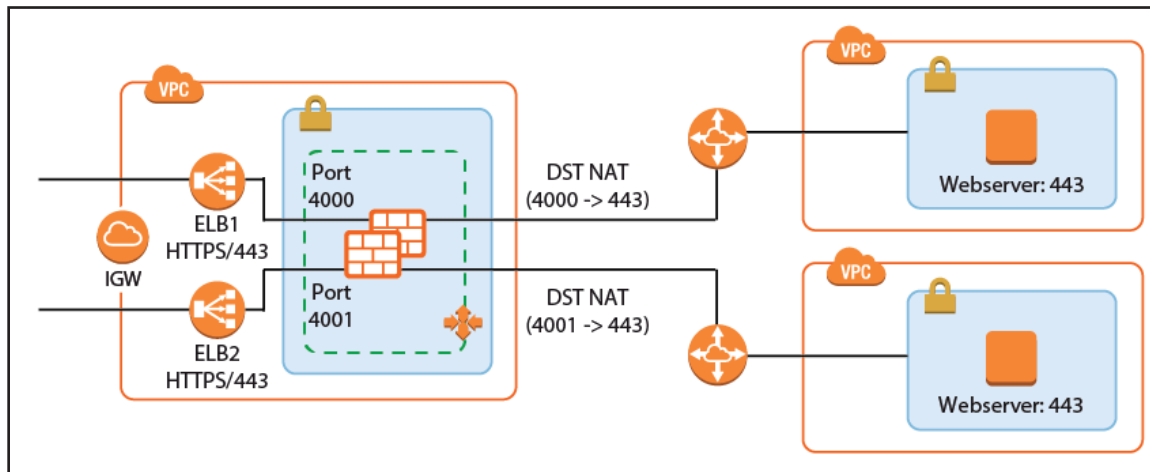 VPC
IGW
ELB1
HTTPS/443
ELB2
HTTPS/443
Port
4000
Port
4001
DST NAT
(4000 -> 443)
DST NAT
(4001 -> 443)
VPC
Webserver: 443
VPC
Webserver: 443